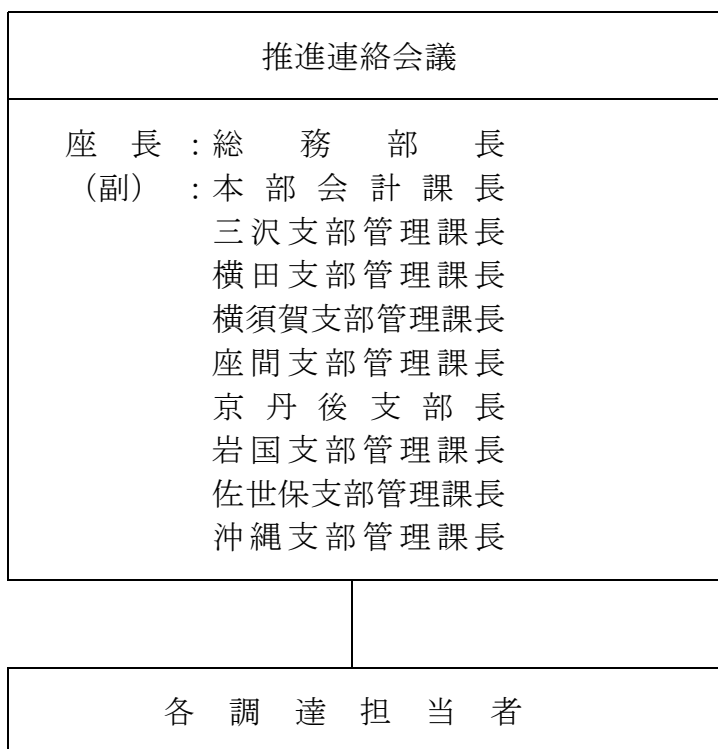 推進連絡会議
座長：総務部長
（副）：本部会計課長
三沢支部管理課長
横田支部管理課長
横須賀支部管理課長
座間支部管理課長
京丹後支部長
岩国支部管理課長
佐世保支部管理課長
沖縄支部管理課長
各調達担当者